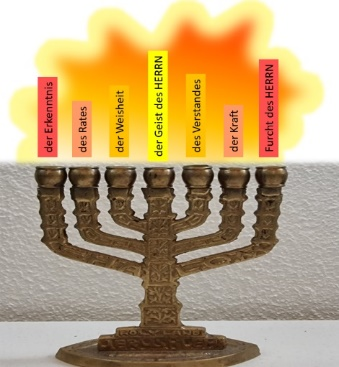 der Erkenntnis
des Rates
der Weisheit
der Geist des HERRN
des Verstandes
der Kraft
Furcht des HERRN